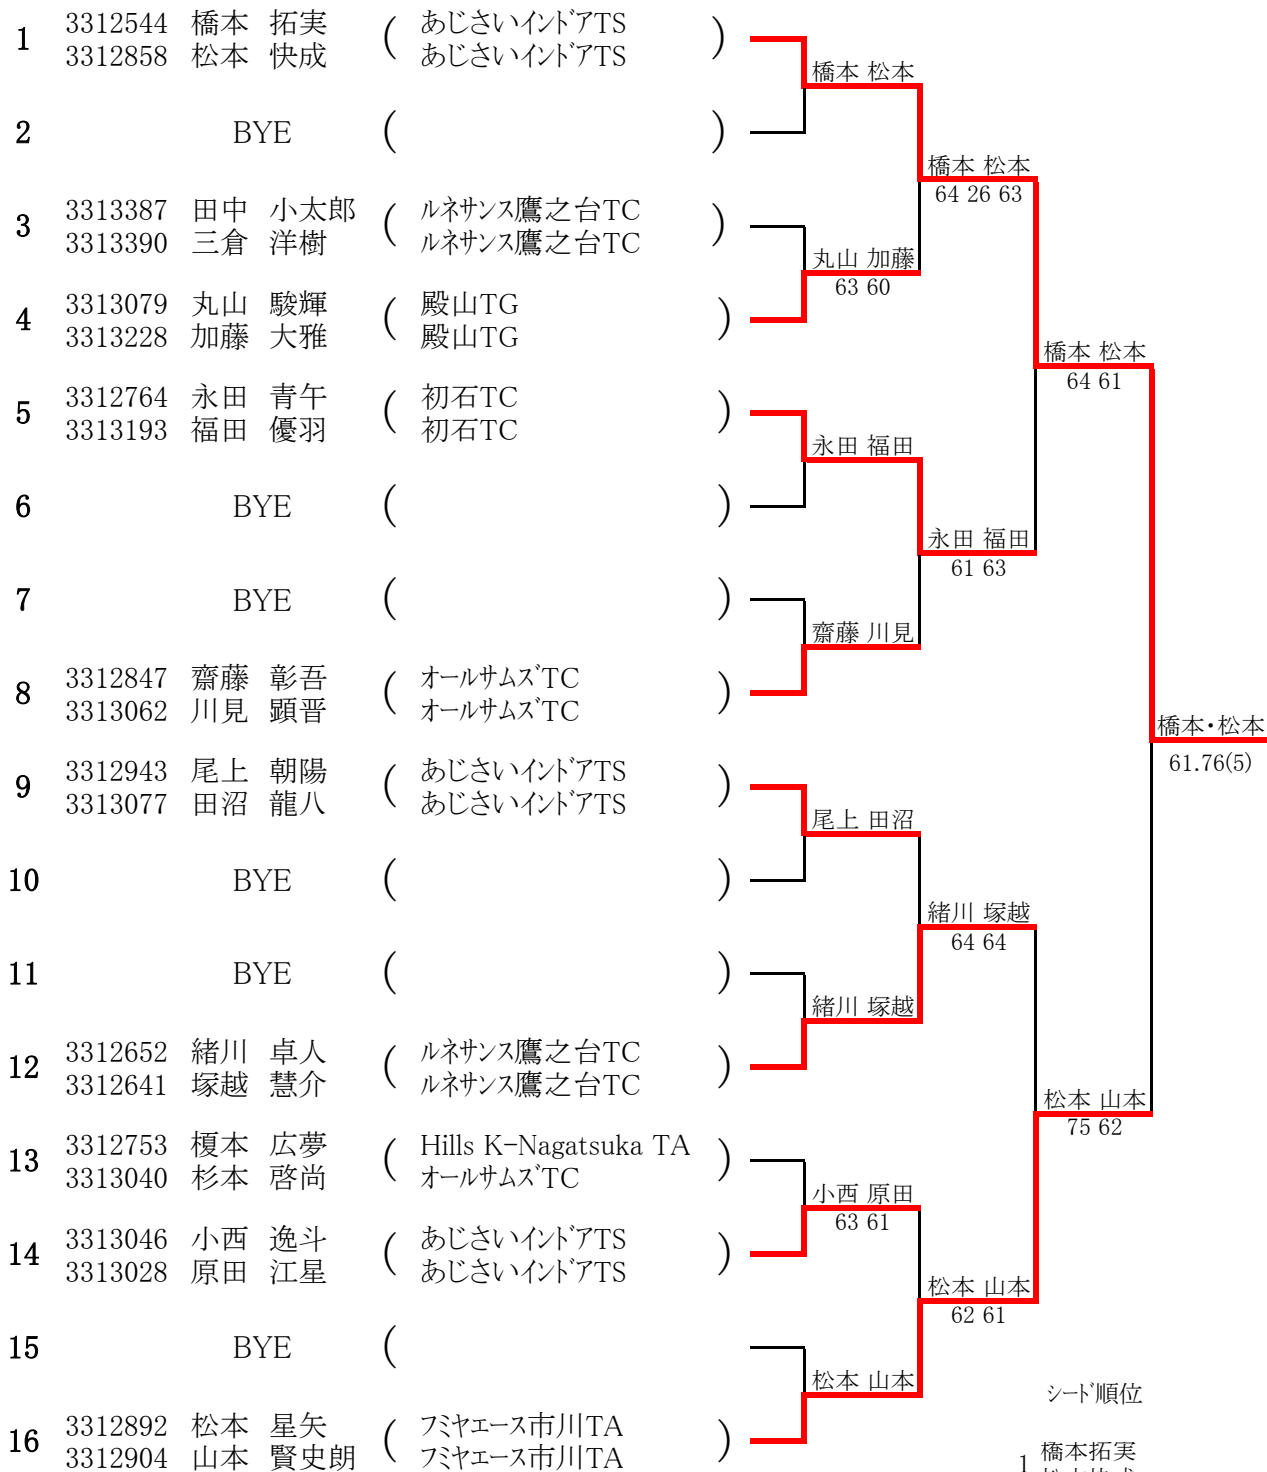 1 3312544 橋本 拓実 ( あじさいインドアTS )
3312858 松本 快成 あじさいインドアTS
橋本 松本
2 BYE ( )
橋本 松本
64 26 63
3 3313387 田中 小太郎 ( ルネサンス鷹之台TC )
3313390 三倉 洋樹 ルネサンス鷹之台TC
丸山 加藤
63 60
4 3313079 丸山 駿輝 ( 殿山TG )
3313228 加藤 大雅 殿山TG
橋本 松本
64 61
5 3312764 永田 青午 ( 初石TC )
3313193 福田 優羽 初石TC
永田 福田
6 BYE ( )
永田 福田
61 63
7 BYE ( )
齋藤 川見
8 3312847 齋藤 彰吾 ( オールサムズTC )
3313062 川見 顕晋 オールサムズTC
橋本・松本
61.76(5)
9 3312943 尾上 朝陽 ( あじさいインドアTS )
3313077 田沼 龍八 あじさいインドアTS
尾上 田沼
10 BYE ( )
緒川 塚越
64 64
11 BYE ( )
緒川 塚越
12 3312652 緒川 卓人 ( ルネサンス鷹之台TC )
3312641 塚越 慧介 ルネサンス鷹之台TC
松本 山本
75 62
13 3312753 榎本 広夢 ( Hills K-Nagatsuka TA )
3313040 杉本 啓尚 オールサムズTC
小西 原田
63 61
14 3313046 小西 逸斗 ( あじさいインドアTS )
3313028 原田 江星 あじさいインドアTS
松本 山本
62 61
15 BYE ( )
松本 山本
シード順位
16 3312892 松本 星矢 ( フミヤエース市川TA )
3312904 山本 賢史朗 フミヤエース市川TA
1 橋本拓実